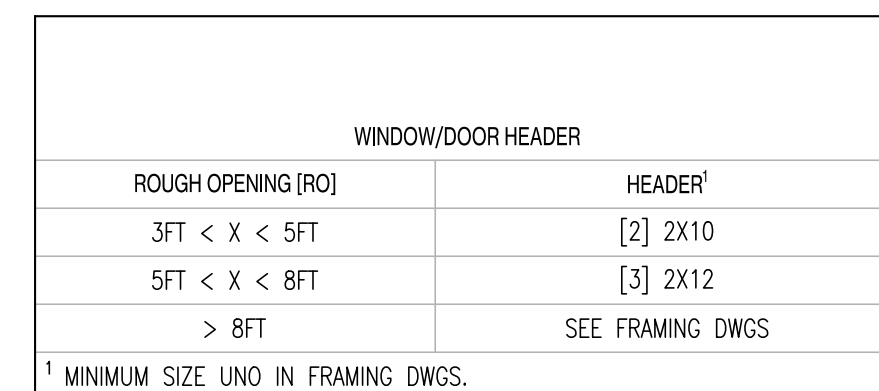 WINDOW/DOOR HEADER
ROUGH OPENING [RO] HEADER¹
3FT < X < 5FT [2] 2X10
5FT < X < 8FT [3] 2X12
> 8FT SEE FRAMING DWGS
¹ MINIMUM SIZE UNO IN FRAMING DWGS.